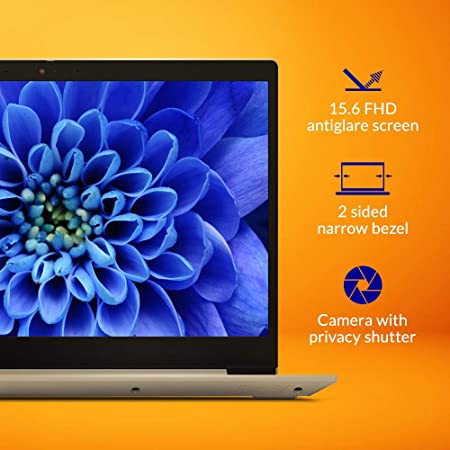 15.6 FHD
antiglare screen
2 sided
narrow bezel
Camera with
privacy shutter